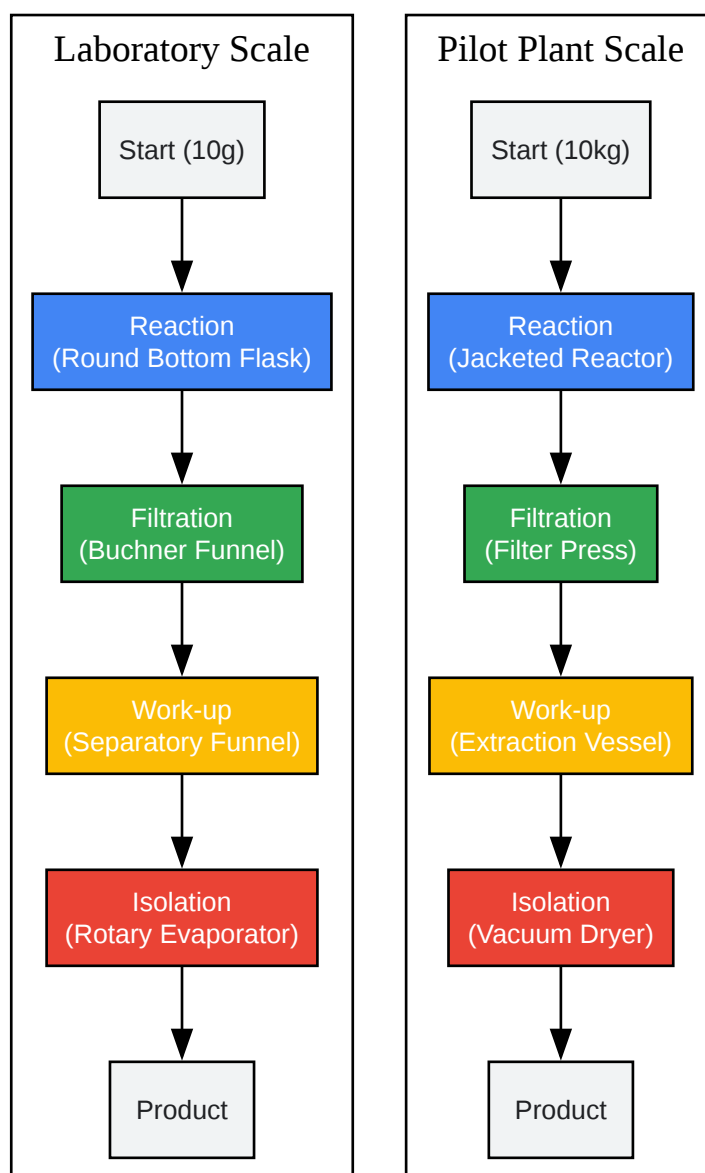 Laboratory Scale
Start (10g)
Reaction
(Round Bottom Flask)
Filtration
(Buchner Funnel)
Work-up
(Separatory Funnel)
Isolation
(Rotary Evaporator)
Product
Pilot Plant Scale
Start (10kg)
Reaction
(Jacketed Reactor)
Filtration
(Filter Press)
Work-up
(Extraction Vessel)
Isolation
(Vacuum Dryer)
Product